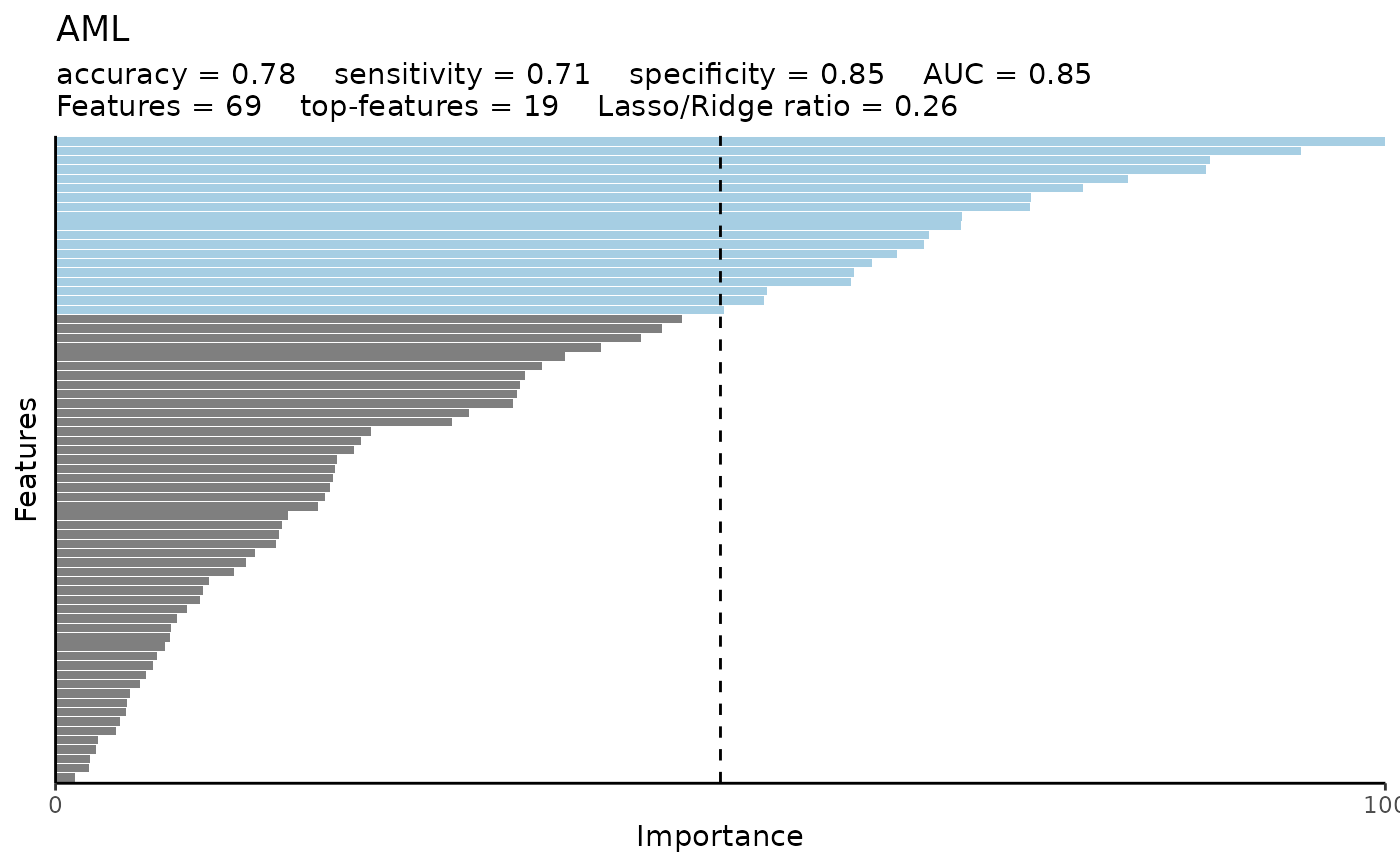 AML
accuracy = 0.78 sensitivity = 0.71 specificity = 0.85 AUC = 0.85
Features = 69 top-features = 19 Lasso/Ridge ratio = 0.26
Features
0 100
Importance